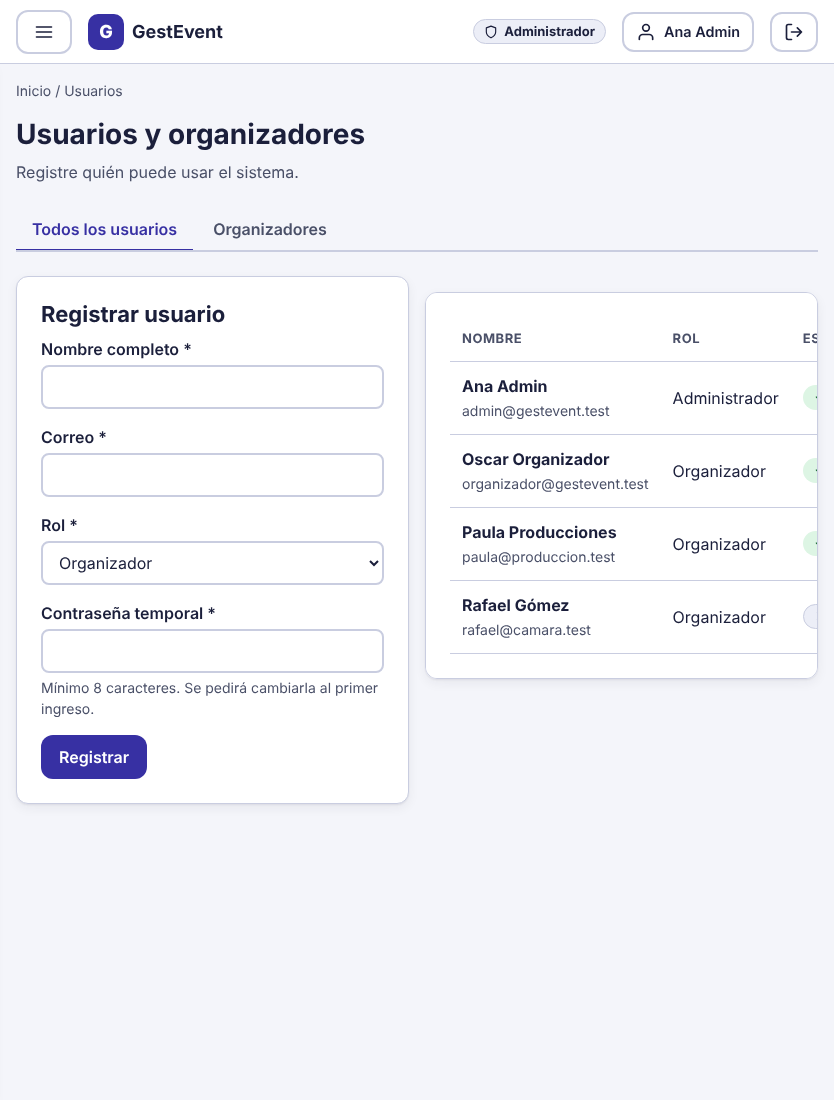 G GestEvent
Administrador
Ana Admin
Inicio / Usuarios
Usuarios y organizadores
Registre quién puede usar el sistema.
Todos los usuarios
Organizadores
Registrar usuario
Nombre completo *
Correo *
Rol *
Organizador
Contraseña temporal *
Mínimo 8 caracteres. Se pedirá cambiarla al primer
ingreso.
Registrar
NOMBRE ROL ES
Ana Admin
admin@gestevent.test
Administrador
Oscar Organizador
organizador@gestevent.test
Organizador
Paula Producciones
paula@produccion.test
Organizador
Rafael Gómez
rafael@camara.test
Organizador